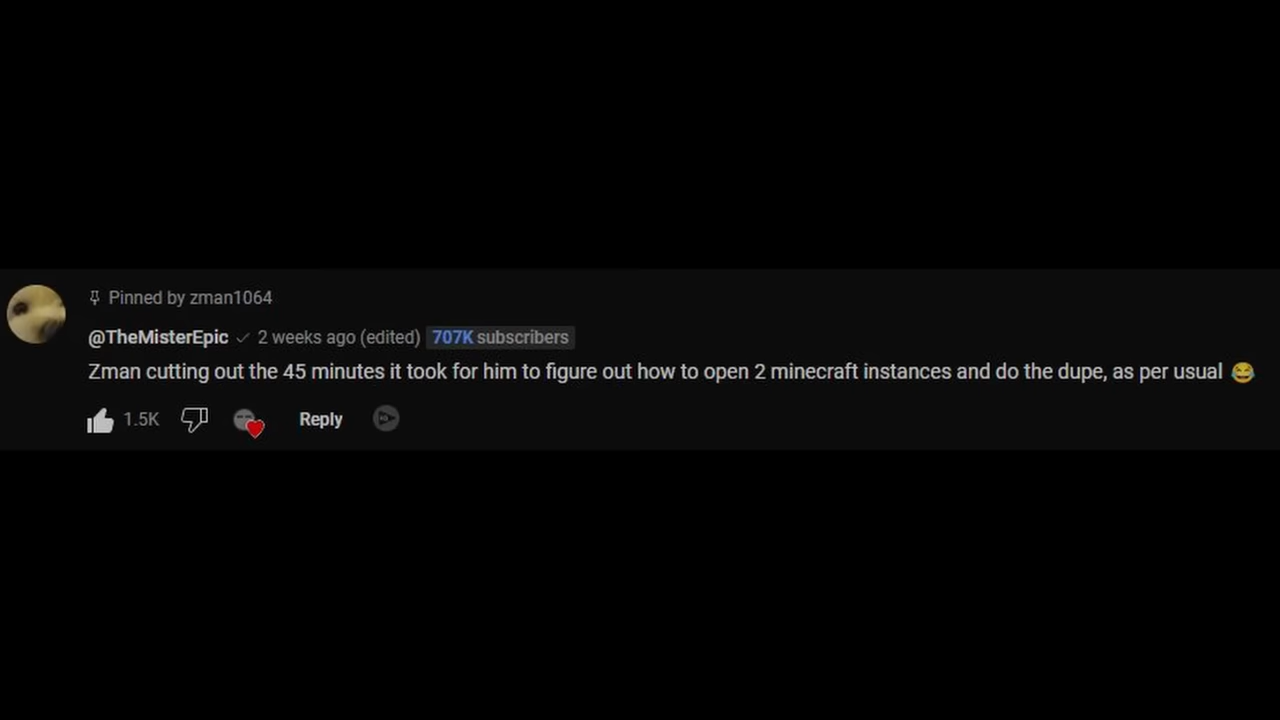 Pinned by zman1064
@TheMisterEpic 2 weeks ago (edited) 707K subscribers
Zman cutting out the 45 minutes it took for him to figure out how to open 2 minecraft instances and do the dupe, as per usual 😂
1.5K Reply